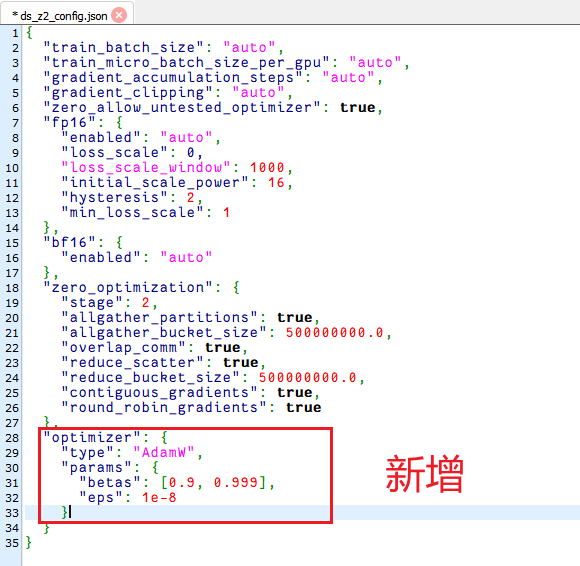 *ds_z2_config.json
1 {
2 "train_batch_size": "auto",
3 "train_micro_batch_size_per_gpu": "auto",
4 "gradient_accumulation_steps": "auto",
5 "gradient_clipping": "auto",
6 "zero_allow_untested_optimizer": true,
7 "fp16": {
8 "enabled": "auto",
9 "loss_scale": 0,
10 "loss_scale_window": 1000,
11 "initial_scale_power": 16,
12 "hysteresis": 2,
13 "min_loss_scale": 1
14 },
15 "bf16": {
16 "enabled": "auto"
17 },
18 "zero_optimization": {
19 "stage": 2,
20 "allgather_partitions": true,
21 "allgather_bucket_size": 500000000.0,
22 "overlap_comm": true,
23 "reduce_scatter": true,
24 "reduce_bucket_size": 500000000.0,
25 "contiguous_gradients": true,
26 "round_robin_gradients": true
27 },
28 "optimizer": {
29 "type": "AdamW",
30 "params": {
31 "betas": [0.9, 0.999],
32 "eps": 1e-8
33 }
34 }
35 }
新增